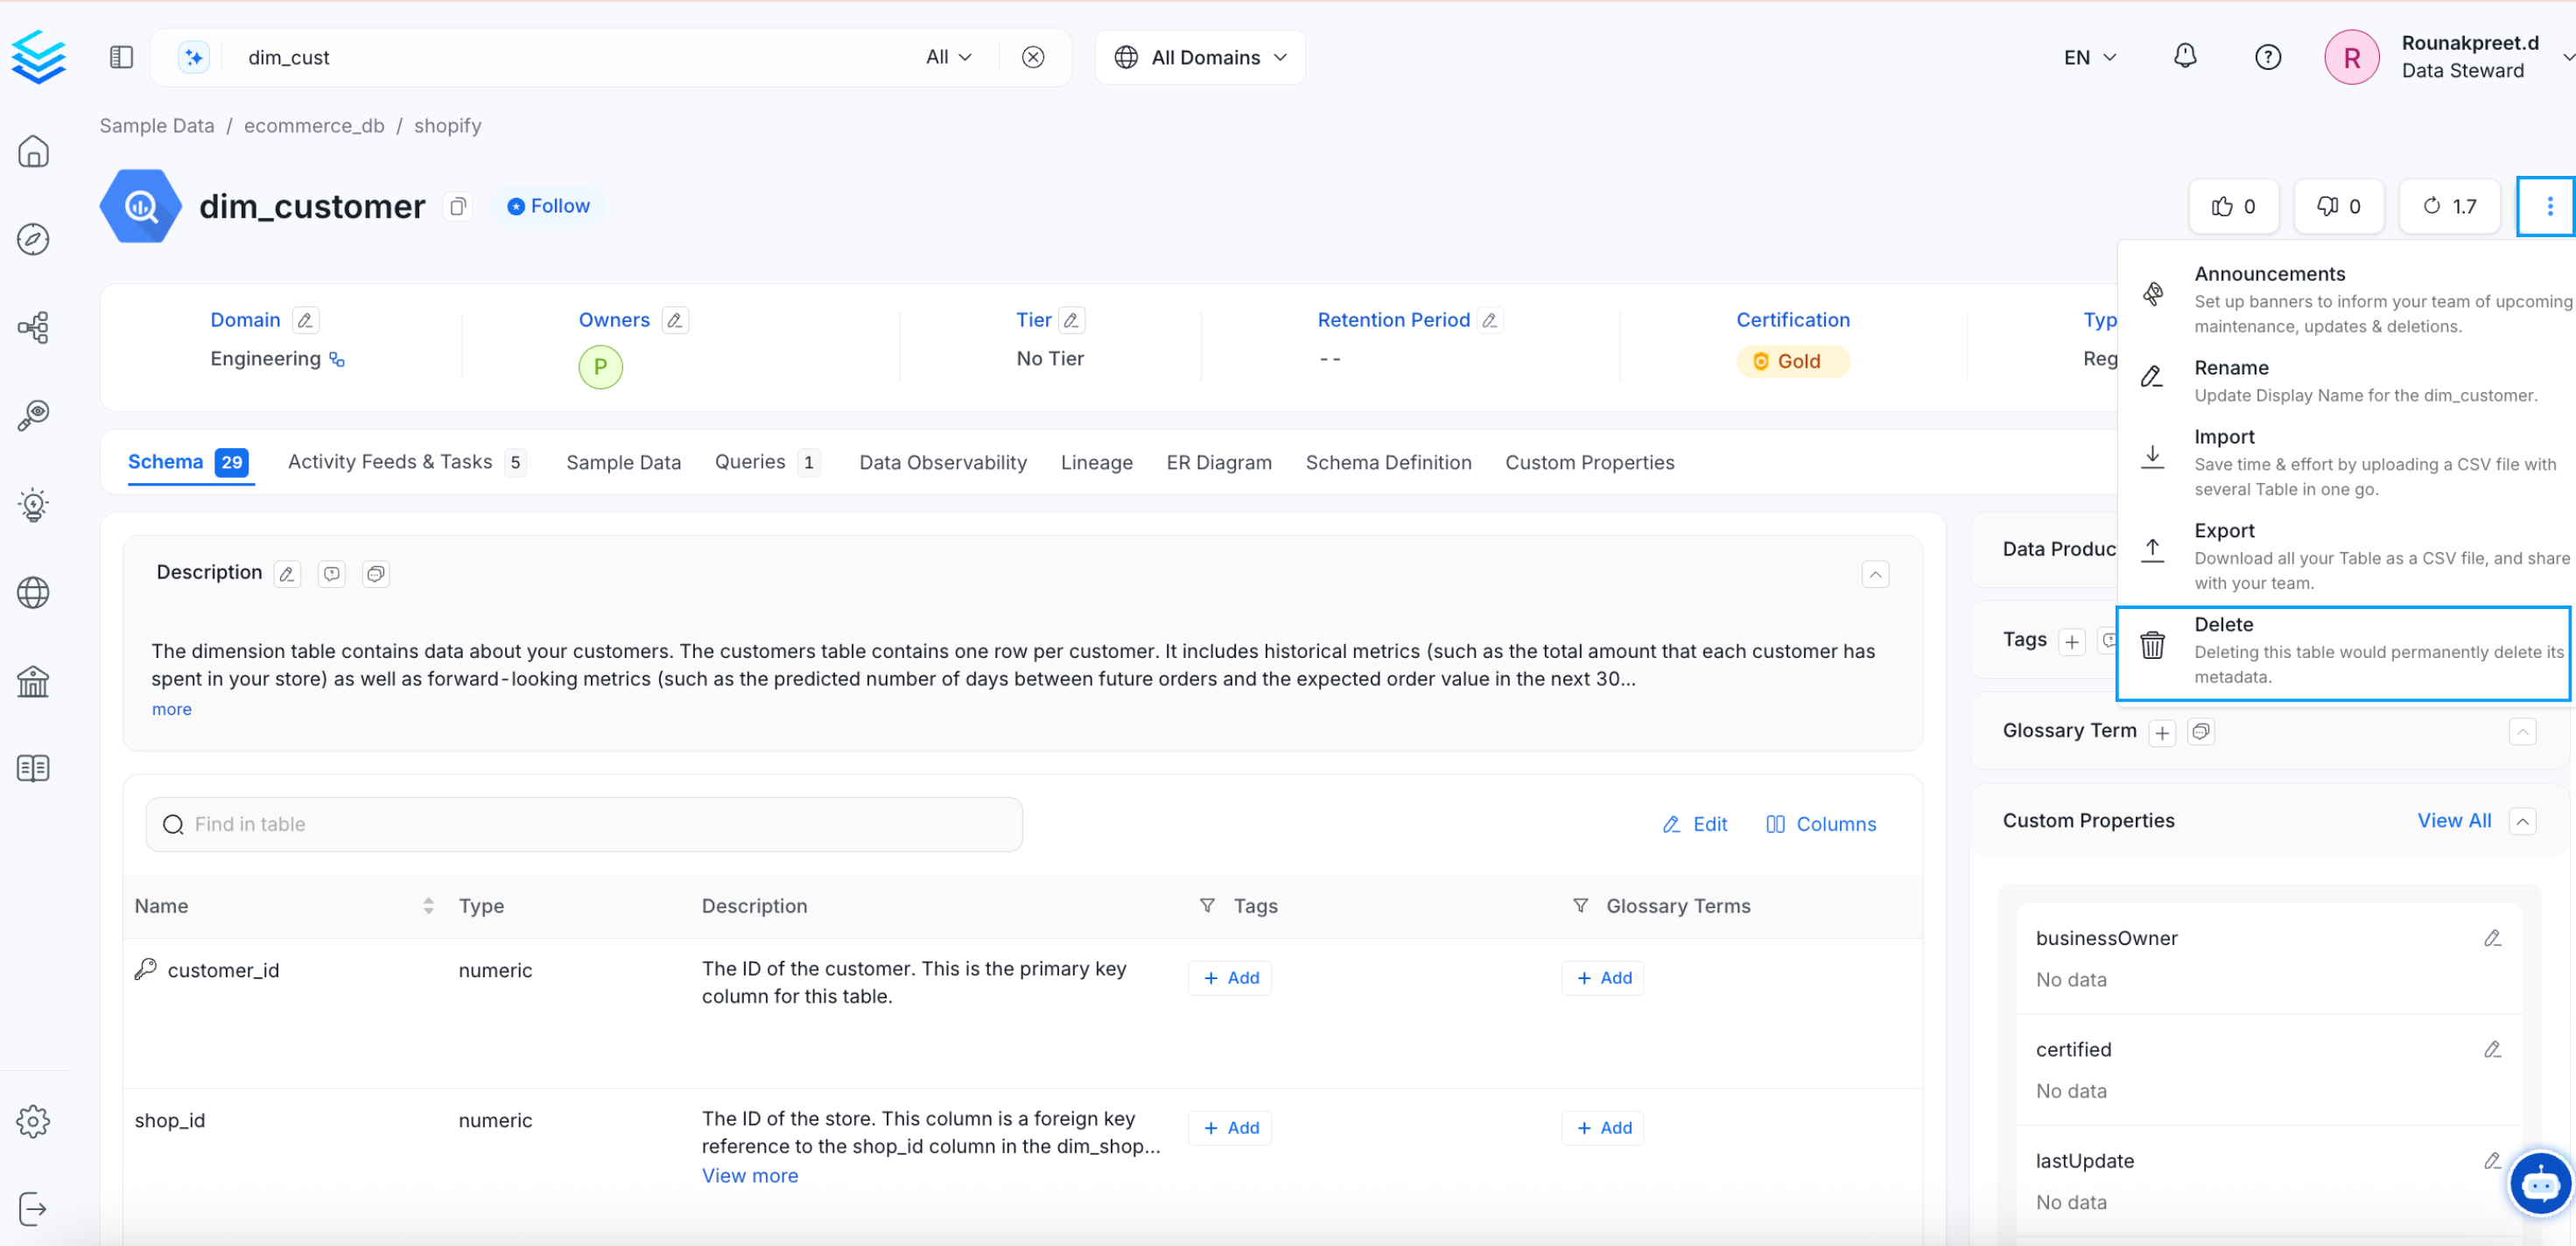 dim_cust
All
All Domains
EN
R
Rounakpreet.d
Data Steward
Sample Data / ecommerce_db / shopify
dim_customer
Follow
0
0
1.7
Announcements
Set up banners to inform your team of upcoming
maintenance, updates & deletions.
Rename
Update Display Name for the dim_customer.
Import
Save time & effort by uploading a CSV file with
several Table in one go.
Export
Download all your Table as a CSV file, and share
with your team.
Delete
Deleting this table would permanently delete its
metadata.
Domain
Engineering
Owners
P
Tier
No Tier
Retention Period
--
Certification
Gold
Typ
Reg
Schema 29
Activity Feeds & Tasks 5
Sample Data
Queries 1
Data Observability
Lineage
ER Diagram
Schema Definition
Custom Properties
Description
The dimension table contains data about your customers. The customers table contains one row per customer. It includes historical metrics (such as the total amount that each customer has
spent in your store) as well as forward-looking metrics (such as the predicted number of days between future orders and the expected order value in the next 30...
more
Find in table
Edit
Columns
Name
Type
Description
Tags
Glossary Terms
customer_id
numeric
The ID of the customer. This is the primary key
column for this table.
+ Add
+ Add
shop_id
numeric
The ID of the store. This column is a foreign key
reference to the shop_id column in the dim_shop...
View more
+ Add
+ Add
Data Produc
Tags
Glossary Term
Custom Properties
View All
businessOwner
No data
certified
No data
lastUpdate
No data